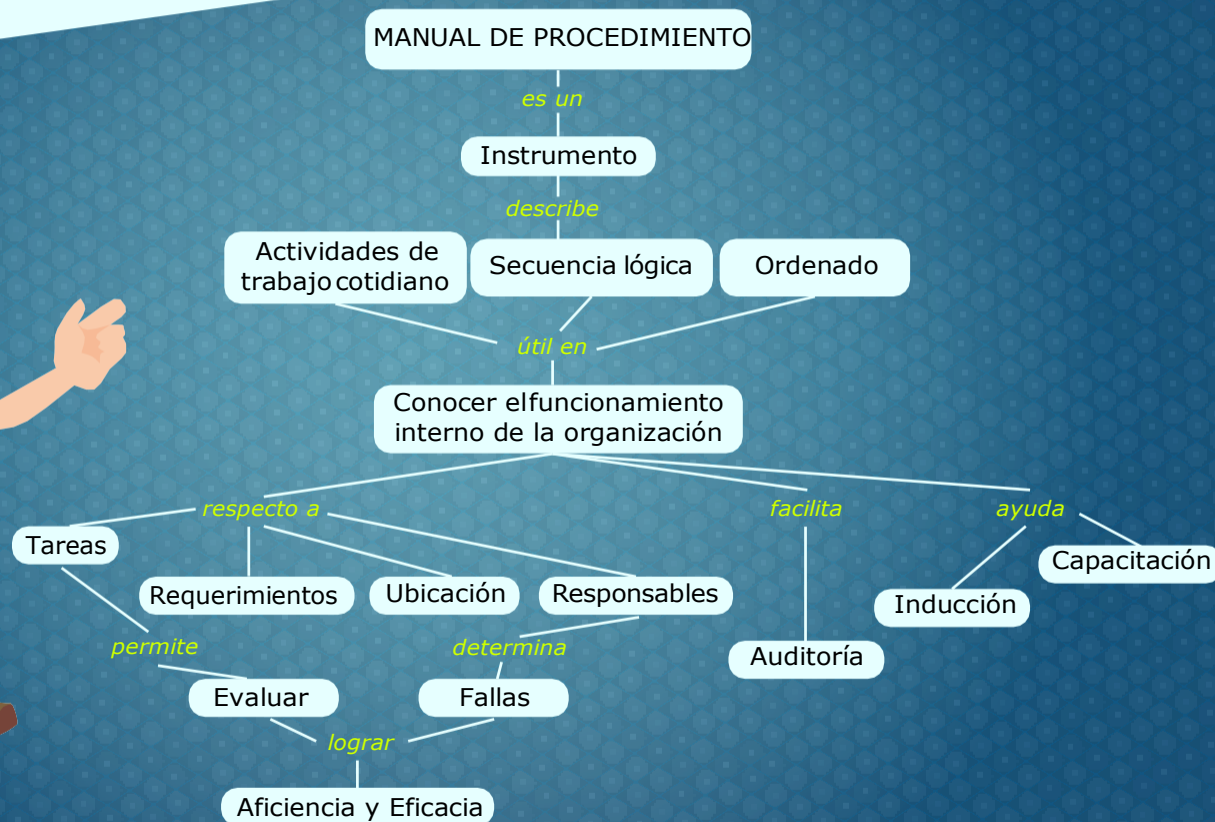 MANUAL DE PROCEDIMIENTO
es un
Instrumento
describe
Actividades de
trabajo cotidiano
Secuencia lógica
Ordenado
útil en
Conocer elfuncionamiento
interno de la organización
respecto a
facilita
ayuda
Tareas
Requerimientos
Ubicación
Responsables
Inducción
Capacitación
permite
determina
Auditoría
Evaluar
Fallas
lograr
Aficiencia y Eficacia